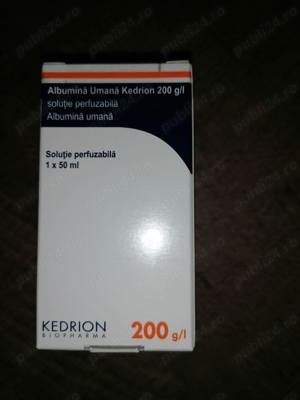 Albumină Umană Kedrion 200 g/l
soluție perfuzabilă
Albumină umană
Soluție perfuzabilă
1 x 50 ml
KEDRION
BIOPHARMA
200 g/l